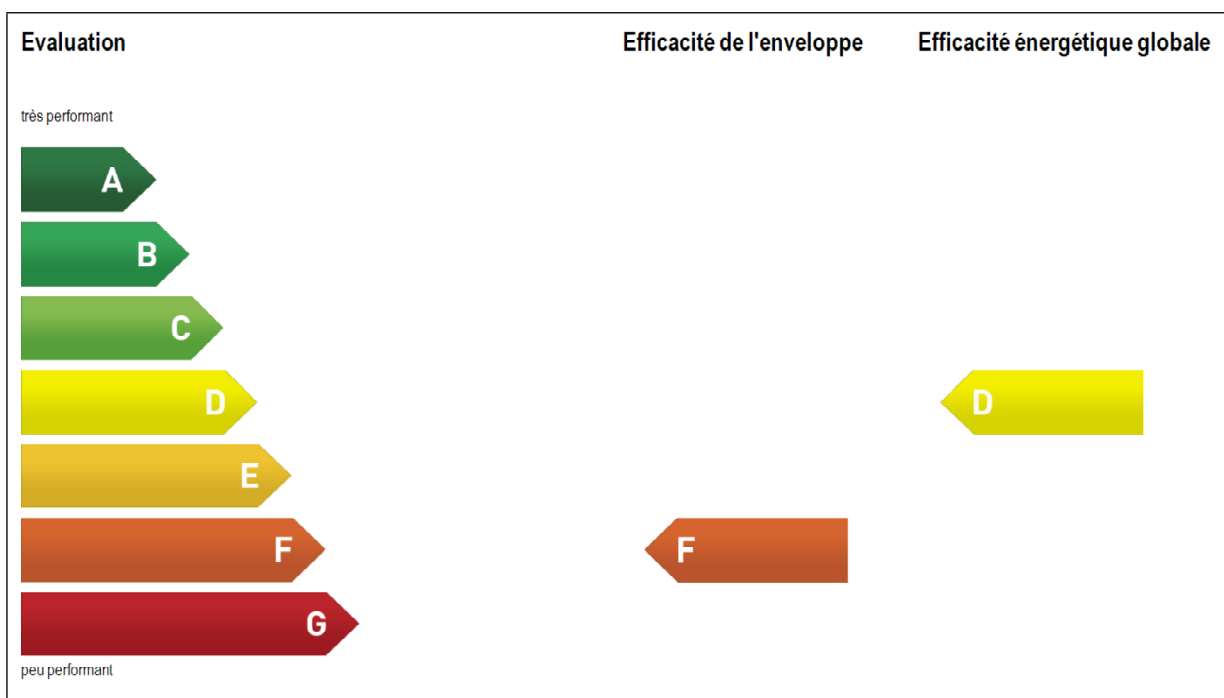 Evaluation Efficacité de l'enveloppe Efficacité énergétique globale
très performant
A
B
C
D D
E
F F
G
peu performant